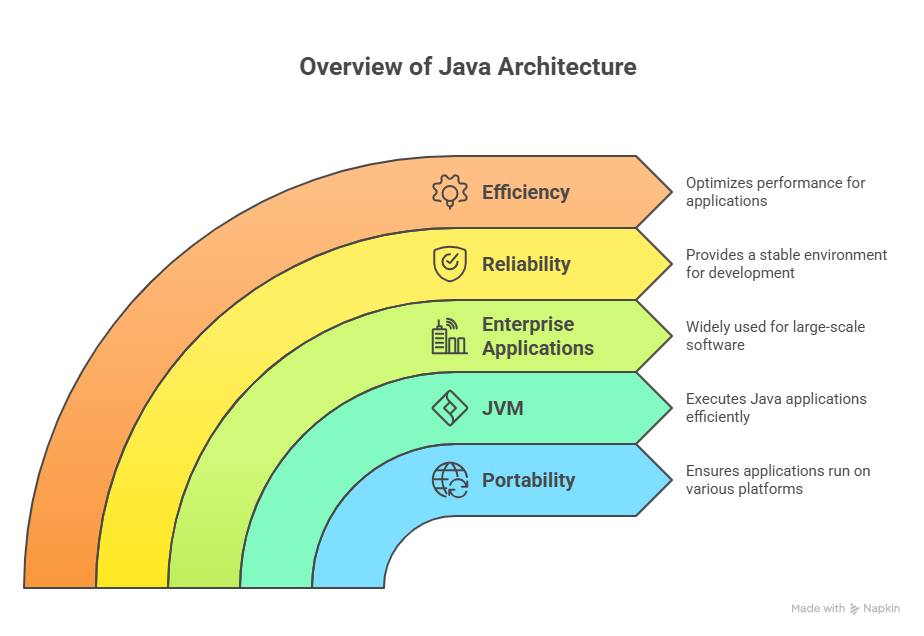 Overview of Java Architecture
Efficiency
Optimizes performance for
applications
Reliability
Provides a stable environment
for development
Enterprise
Applications
Widely used for large-scale
software
JVM
Executes Java applications
efficiently
Portability
Ensures applications run on
various platforms
Made with Napkin